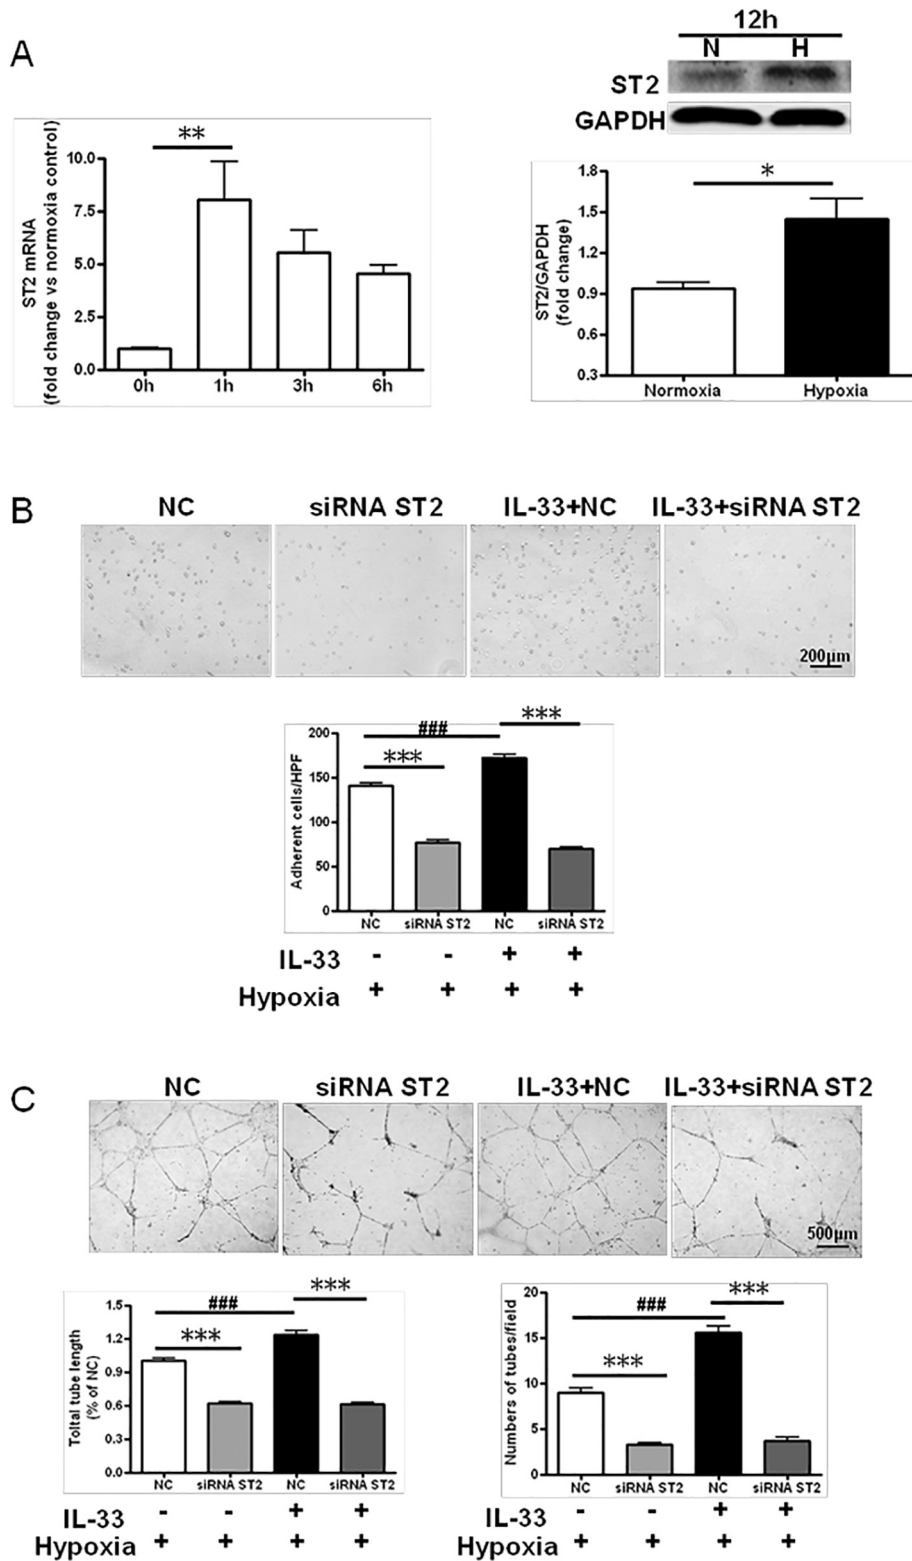 A
12h
N H
ST2
GAPDH
ST2 mRNA
(fold change vs normoxia control)
**
10.0
7.5
5.0
2.5
0.0
0h 1h 3h 6h
ST2/GAPDH
(fold change)
*
1.8
1.5
1.2
0.9
0.6
0.3
Normoxia Hypoxia
B
NC siRNA ST2 IL-33+NC IL-33+siRNA ST2
200µm
Adherent cells/HPF
200
150
100
50
0
***
###
***
NC siRNA ST2 NC siRNA ST2
IL-33 - - + +
Hypoxia + + + +
C
NC siRNA ST2 IL-33+NC IL-33+siRNA ST2
500µm
Toltal tube length
(% of NC)
1.5
1.2
0.9
0.6
0.3
0.0
###
***
***
NC siRNA ST2 NC siRNA ST2
IL-33 - - + +
Hypoxia + + + +
Numbers of tubes/field
20
15
10
5
0
***
###
***
NC siRNA ST2 NC siRNA ST2
IL-33 - - + +
Hypoxia + + + +